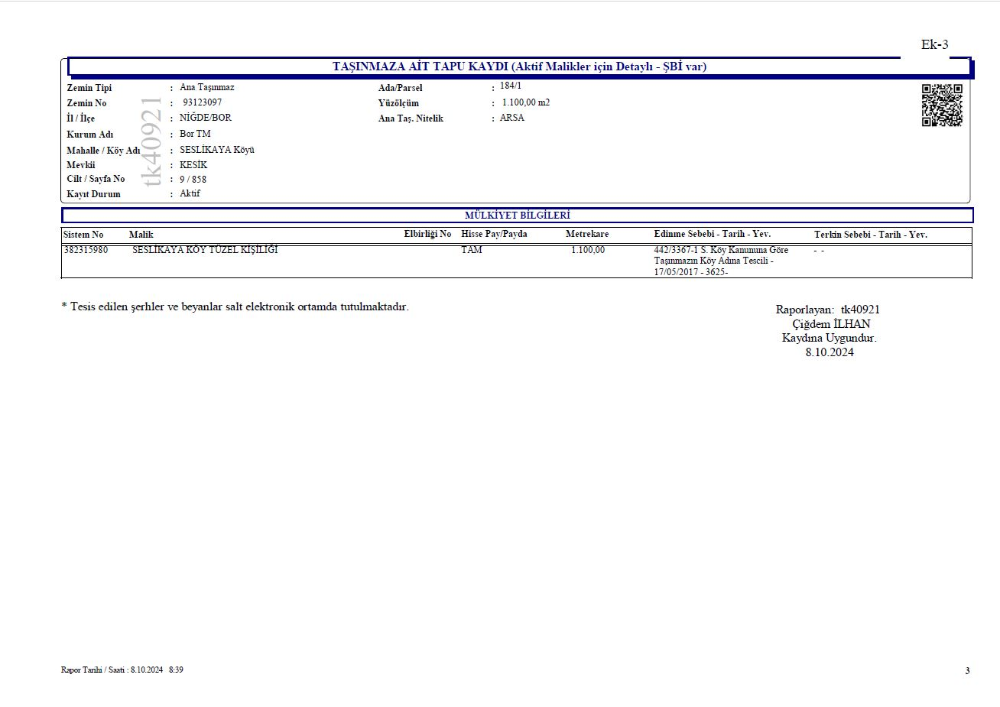 Ek-3
TAŞINMAZA AİT TAPU KAYDI (Aktif Malikler için Detaylı - ŞBİ var)
Zemin Tipi : Ana Taşınmaz Ada/Parsel : 184/1
Zemin No : 93123097 Yüzölçüm : 1.100,00 m2
İl / İlçe : NİĞDE/BOR Ana Taş. Nitelik : ARSA
Kurum Adı : Bor TM
Mahalle / Köy Adı : SESLİKAYA Köyü
Mevkii : KESİK
Cilt / Sayfa No : 9 / 858
Kayıt Durum : Aktif
tk40921
MÜLKİYET BİLGİLERİ
Sistem No Malik Elbirliği No Hisse Pay/Payda Metrekare Edinme Sebebi - Tarih - Yev. Terkin Sebebi - Tarih - Yev.
382315980 SESLİKAYA KÖY TÜZEL KİŞİLİĞİ TAM 1.100,00 442/3367-1 S. Köy Kanununa Göre - -
Taşınmazın Köy Adına Tescili -
17/05/2017 - 3625-
* Tesis edilen şerhler ve beyanlar salt elektronik ortamda tutulmaktadır.
Raporlayan: tk40921
Çiğdem İLHAN
Kaydına Uygundur.
8.10.2024
Rapor Tarihi / Saati : 8.10.2024 8:39
3